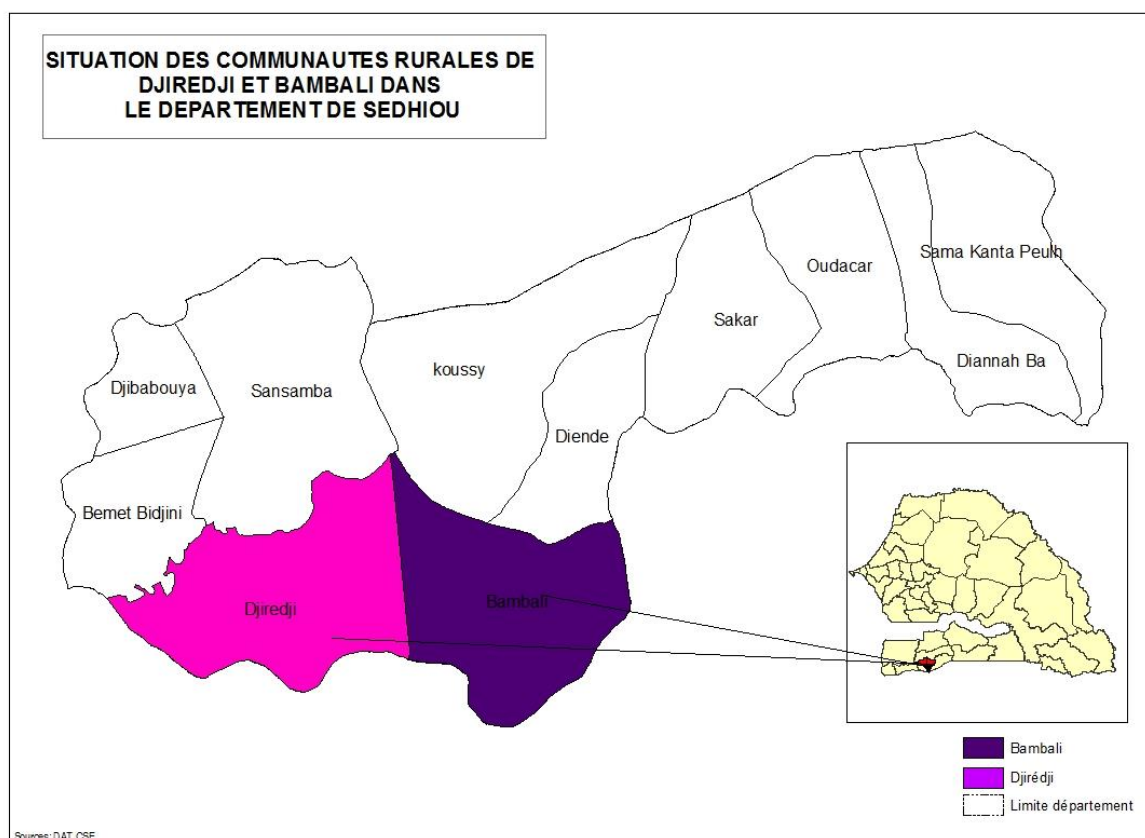 SITUATION DES COMMUNAUTES RURALES DE
DJIREDJI ET BAMBALI DANS
LE DEPARTEMENT DE SEDHIOU
Sama Kanta Peulh
Oudacar
Sakar
Diannah Ba
koussy
Djibabouya
Sansamba
Diende
Bemet Bidjini
Djiredji
Bambali
Bambali
Djirédji
Limite département
Sources: DAT, CSE